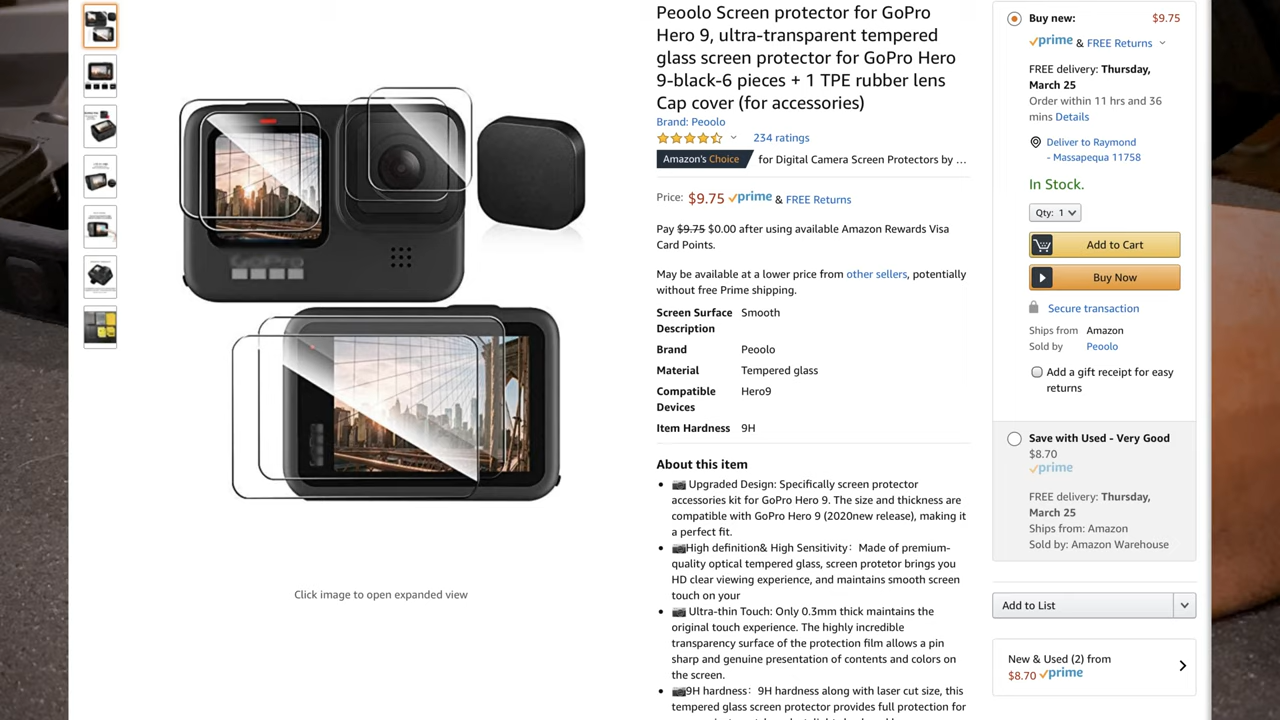 Peoolo Screen protector for GoPro
Hero 9, ultra-transparent tempered
glass screen protector for GoPro Hero
9-black-6 pieces + 1 TPE rubber lens
Cap cover (for accessories)
Brand: Peoolo
234 ratings
Amazon's Choice for Digital Camera Screen Protectors by ...
Price: $9.75 prime & FREE Returns
Pay $9.75 $0.00 after using available Amazon Rewards Visa
Card Points.
May be available at a lower price from other sellers, potentially
without free Prime shipping.
Screen Surface Smooth
Description
Brand Peoolo
Material Tempered glass
Compatible Hero9
Devices
Item Hardness 9H
About this item
Upgraded Design: Specifically screen protector
accessories kit for GoPro Hero 9. The size and thickness are
compatible with GoPro Hero 9 (2020new release), making it
a perfect fit.
High definition& High Sensitivity：Made of premium-
quality optical tempered glass, screen protetor brings you
HD clear viewing experience, and maintains smooth screen
touch on your
Ultra-thin Touch: Only 0.3mm thick maintains the
original touch experience. The highly incredible
transparency surface of the protection film allows a pin
sharp and genuine presentation of contents and colors on
the screen.
9H hardness：9H hardness along with laser cut size, this
tempered glass screen protector provides full protection for
GoPro
Click image to open expanded view
Buy new: $9.75
prime & FREE Returns
FREE delivery: Thursday,
March 25
Order within 11 hrs and 36
mins Details
Deliver to Raymond
- Massapequa 11758
In Stock.
Qty: 1
Add to Cart
Buy Now
Secure transaction
Ships from Amazon
Sold by Peoolo
Add a gift receipt for easy
returns
Save with Used - Very Good
$8.70
prime
FREE delivery: Thursday,
March 25
Ships from: Amazon
Sold by: Amazon Warehouse
Add to List
New & Used (2) from
$8.70 prime